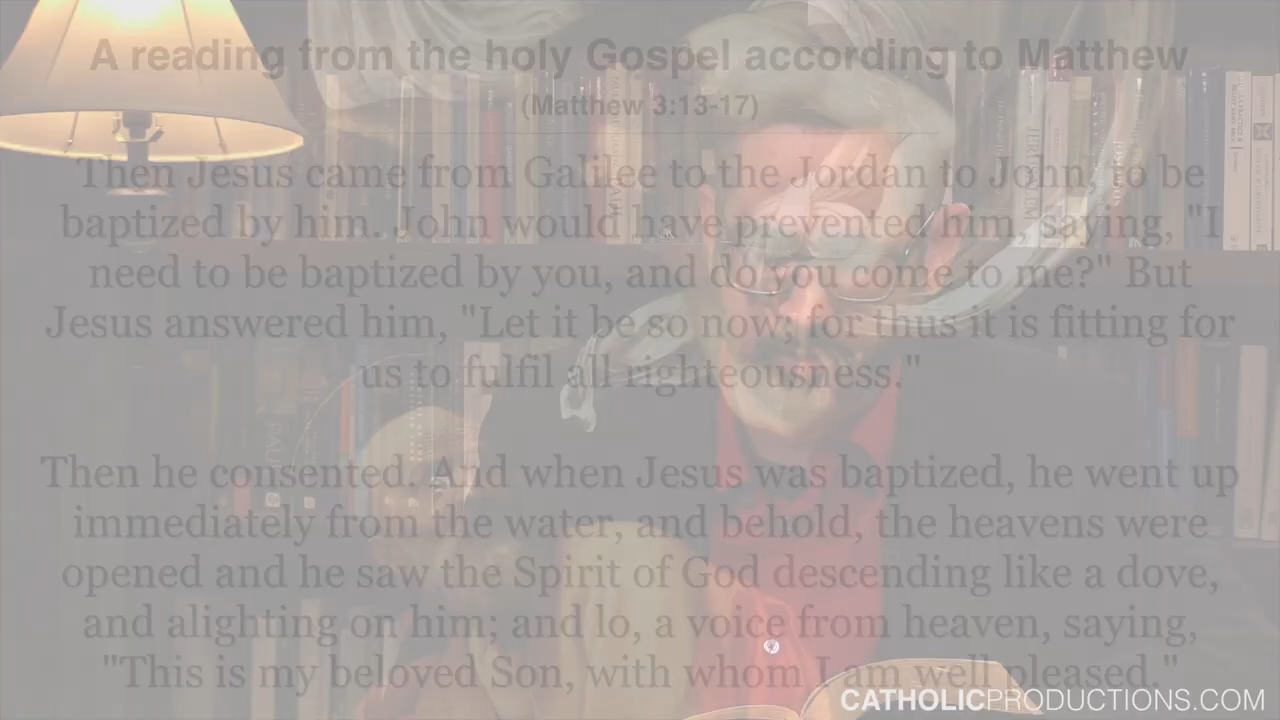 A reading from the holy Gospel according to Matthew
(Matthew 3:13-17)
Then Jesus came from Galilee to the Jordan to John, to be
baptized by him. John would have prevented him, saying, "I
need to be baptized by you, and do you come to me?" But
Jesus answered him, "Let it be so now; for thus it is fitting for
us to fulfil all righteousness."
Then he consented. And when Jesus was baptized, he went up
immediately from the water, and behold, the heavens were
opened and he saw the Spirit of God descending like a dove,
and alighting on him; and lo, a voice from heaven, saying,
"This is my beloved Son, with whom I am well pleased."
CATHOLICPRODUCTIONS.COM